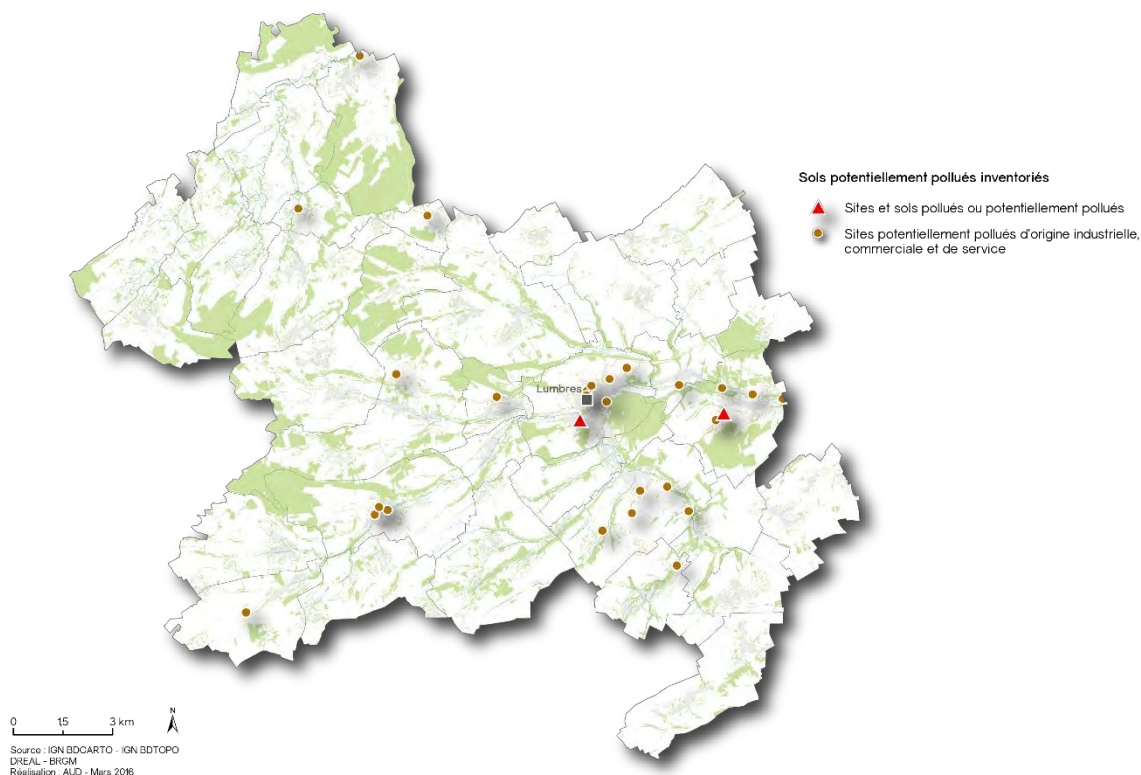 Sols potentiellement pollués inventoriés
Sites et sols pollués ou potentiellement pollués
Sites potentiellement pollués d'origine industrielle,
commerciale et de service
Lumbres
0 1,5 3 km
N
Source : IGN BDCARTO - IGN BDTOPO
DREAL - BRGM
Réalisation : AUD - Mars 2016